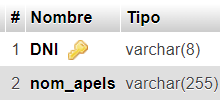 # Nombre Tipo
1 DNI varchar(8)
2 nom_apels varchar(255)